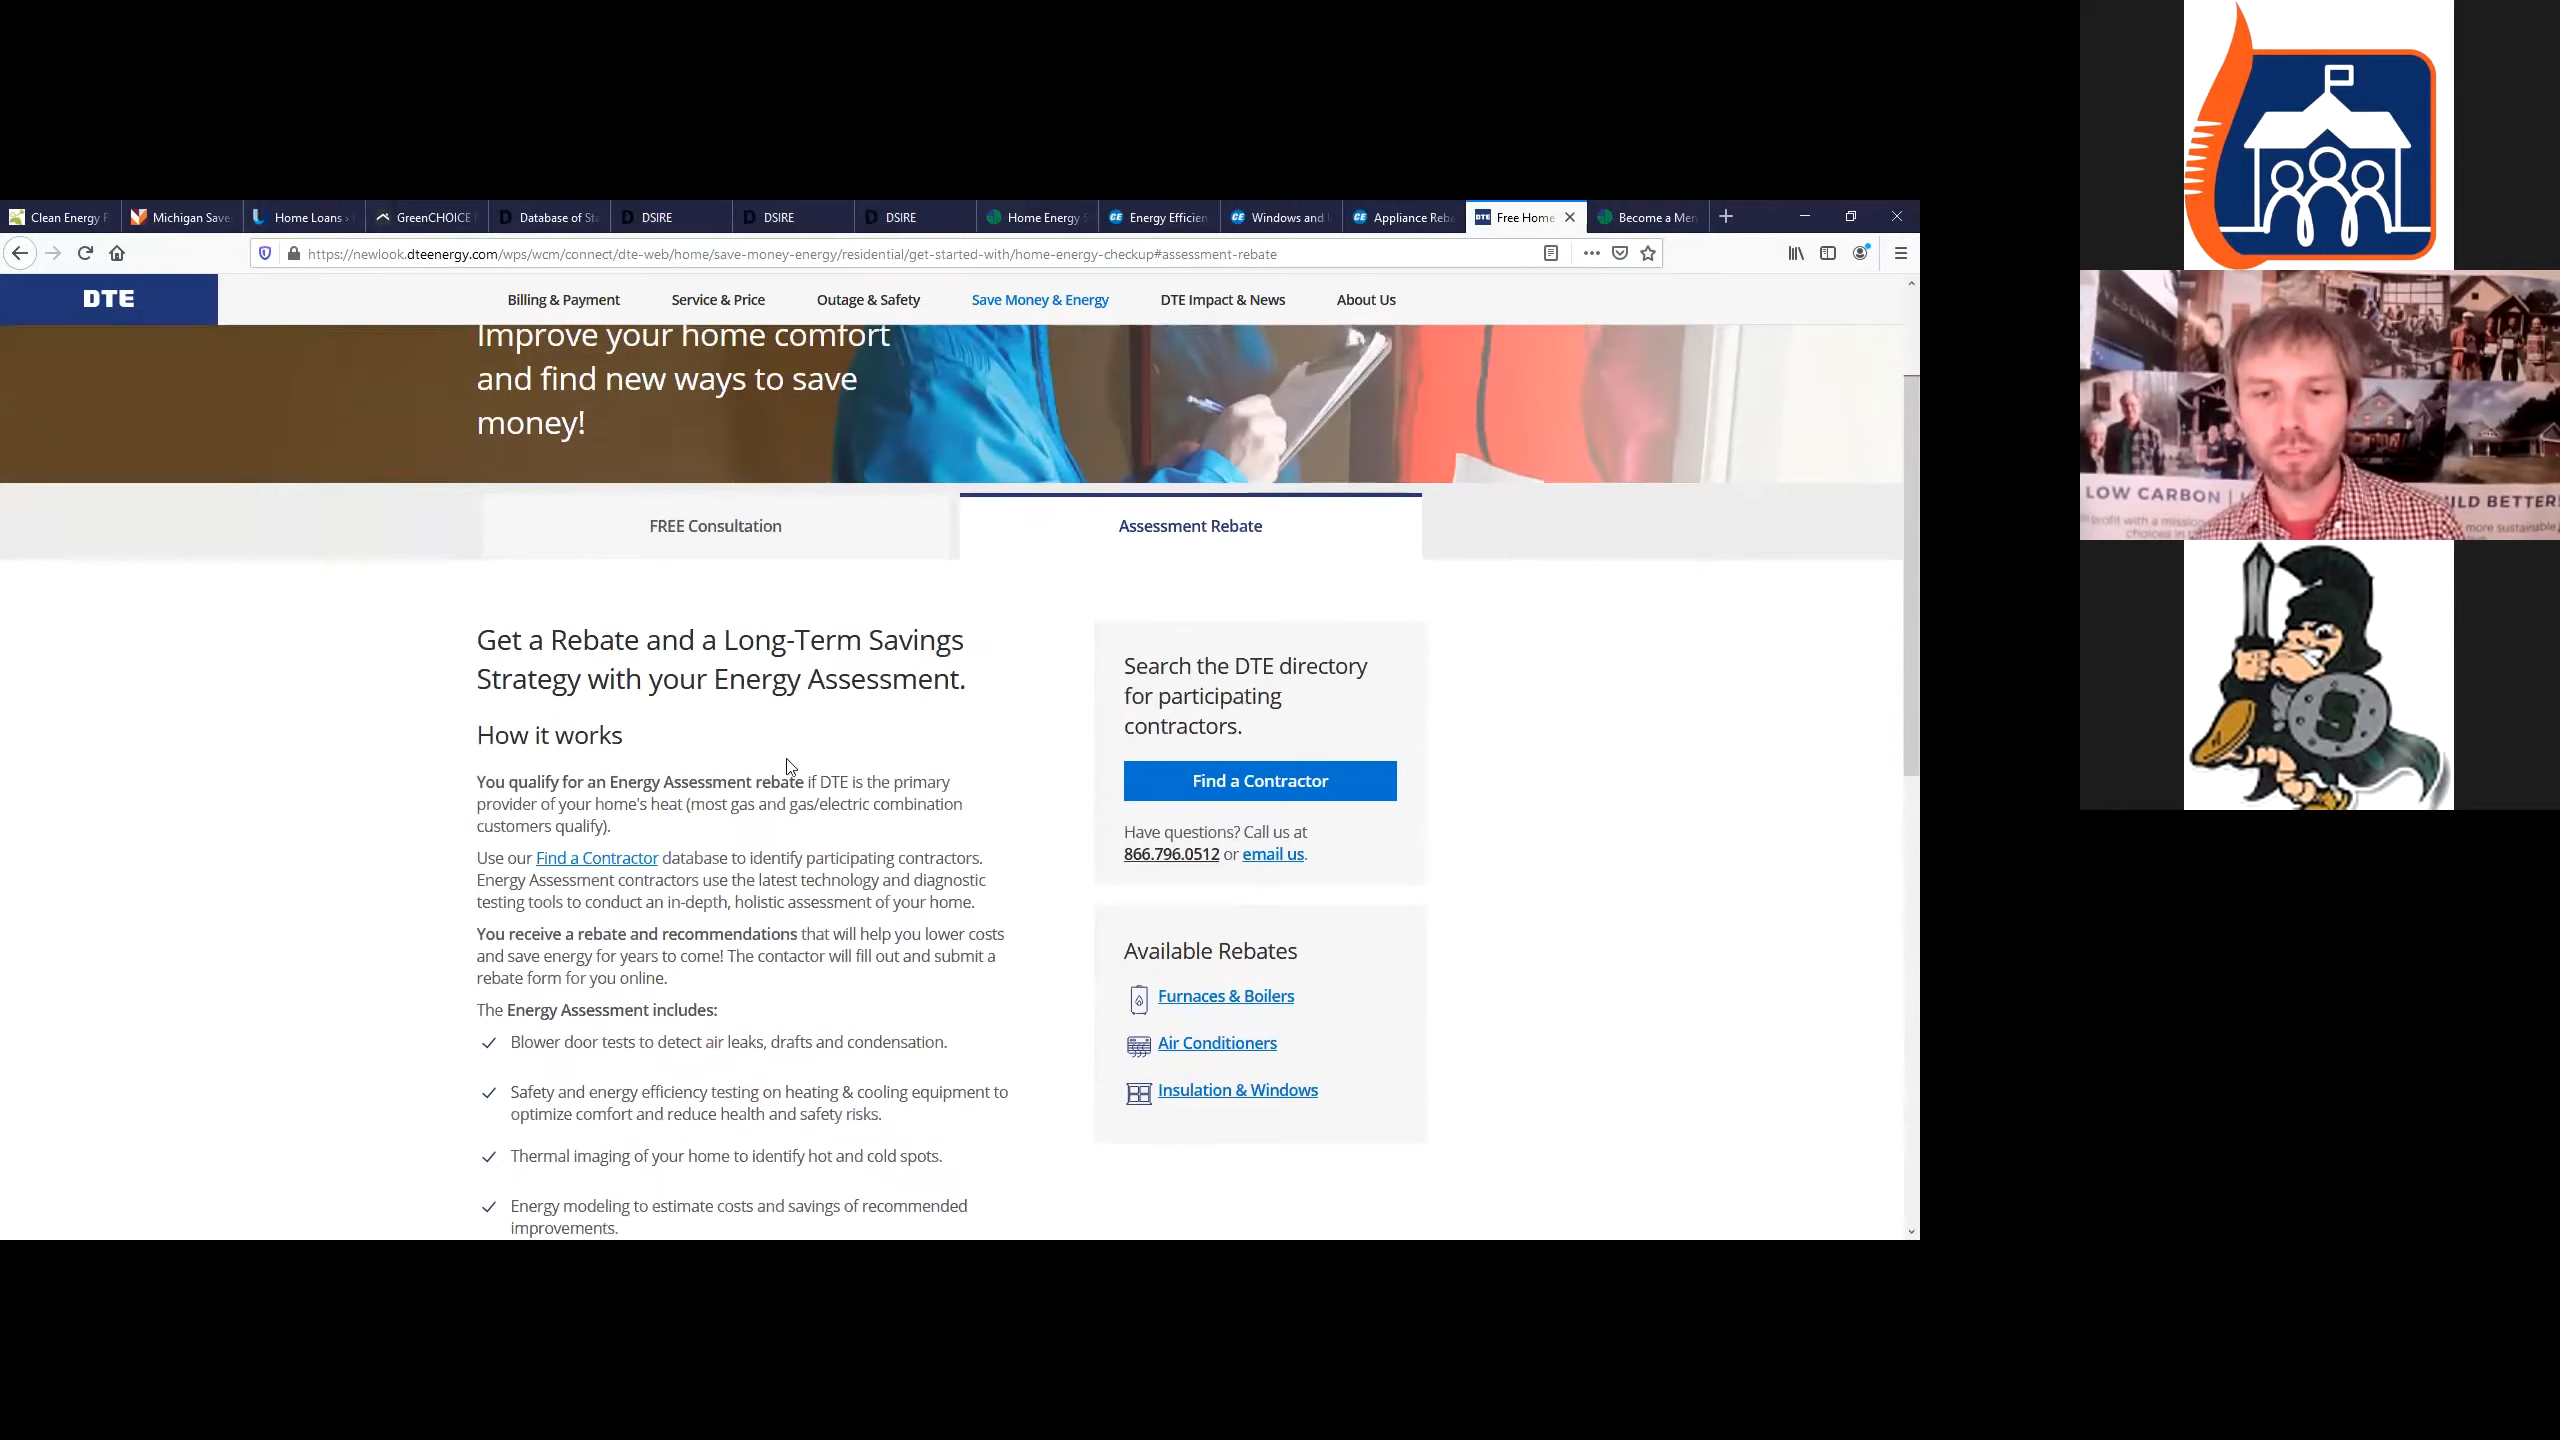 Clean Energy
Michigan Save
Home Loans ›
GreenCHOICE
Database of St
DSIRE
DSIRE
DSIRE
Home Energy S
Energy Efficien
Windows and
Appliance Reb
Free Home
Become a Men
https://newlook.dteenergy.com/wps/wcm/connect/dte-web/home/save-money-energy/residential/get-started-with/home-energy-checkup#assessment-rebate
DTE
Billing & Payment
Service & Price
Outage & Safety
Save Money & Energy
DTE Impact & News
About Us
Improve your home comfort
and find new ways to save
money!
FREE Consultation
Assessment Rebate
Get a Rebate and a Long-Term Savings
Strategy with your Energy Assessment.
How it works
You qualify for an Energy Assessment rebate if DTE is the primary
provider of your home's heat (most gas and gas/electric combination
customers qualify).
Use our Find a Contractor database to identify participating contractors.
Energy Assessment contractors use the latest technology and diagnostic
testing tools to conduct an in-depth, holistic assessment of your home.
You receive a rebate and recommendations that will help you lower costs
and save energy for years to come! The contactor will fill out and submit a
rebate form for you online.
The Energy Assessment includes:
Blower door tests to detect air leaks, drafts and condensation.
Safety and energy efficiency testing on heating & cooling equipment to
optimize comfort and reduce health and safety risks.
Thermal imaging of your home to identify hot and cold spots.
Energy modeling to estimate costs and savings of recommended
improvements.
Search the DTE directory
for participating
contractors.
Find a Contractor
Have questions? Call us at
866.796.0512 or email us.
Available Rebates
Furnaces & Boilers
Air Conditioners
Insulation & Windows
LOW CARBON |
ILD BETTER
profit with a mission
more sustainable
choices in
S